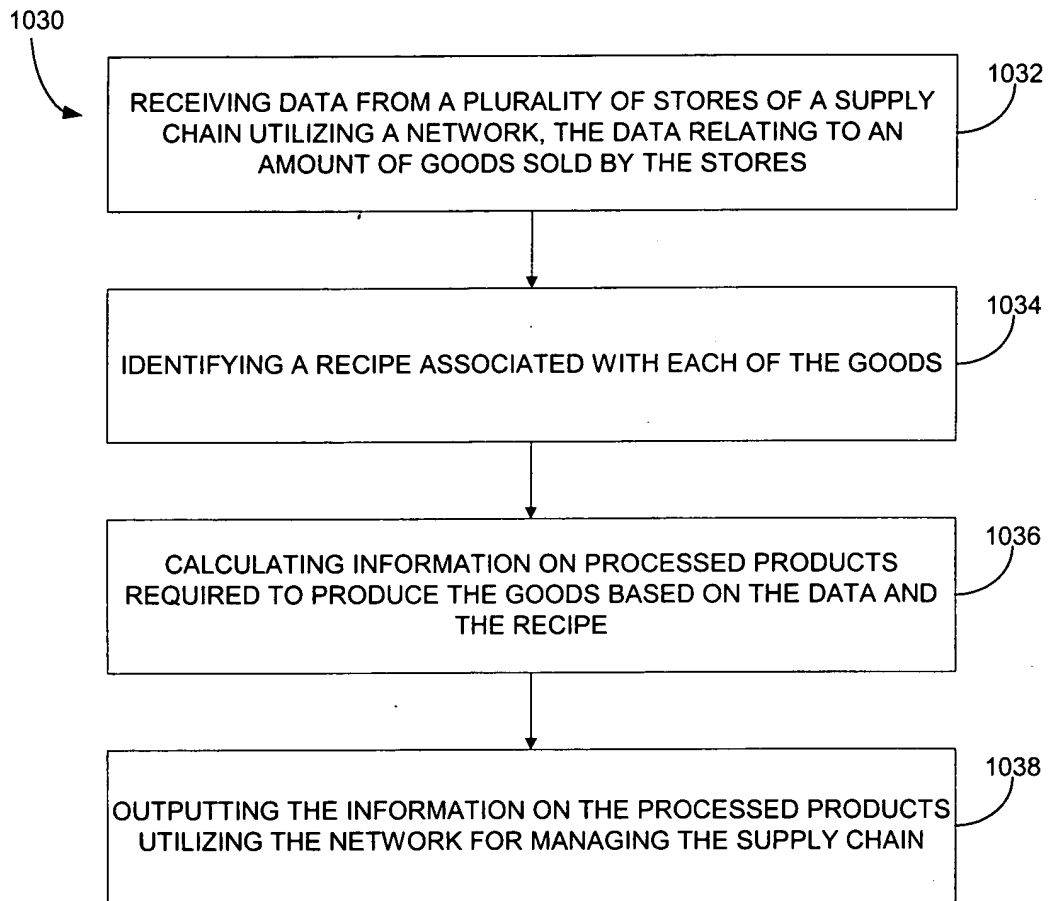 1030
1032
RECEIVING DATA FROM A PLURALITY OF STORES OF A SUPPLY
CHAIN UTILIZING A NETWORK, THE DATA RELATING TO AN
AMOUNT OF GOODS SOLD BY THE STORES
1034
IDENTIFYING A RECIPE ASSOCIATED WITH EACH OF THE GOODS
1036
CALCULATING INFORMATION ON PROCESSED PRODUCTS
REQUIRED TO PRODUCE THE GOODS BASED ON THE DATA AND
THE RECIPE
1038
OUTPUTTING THE INFORMATION ON THE PROCESSED PRODUCTS
UTILIZING THE NETWORK FOR MANAGING THE SUPPLY CHAIN